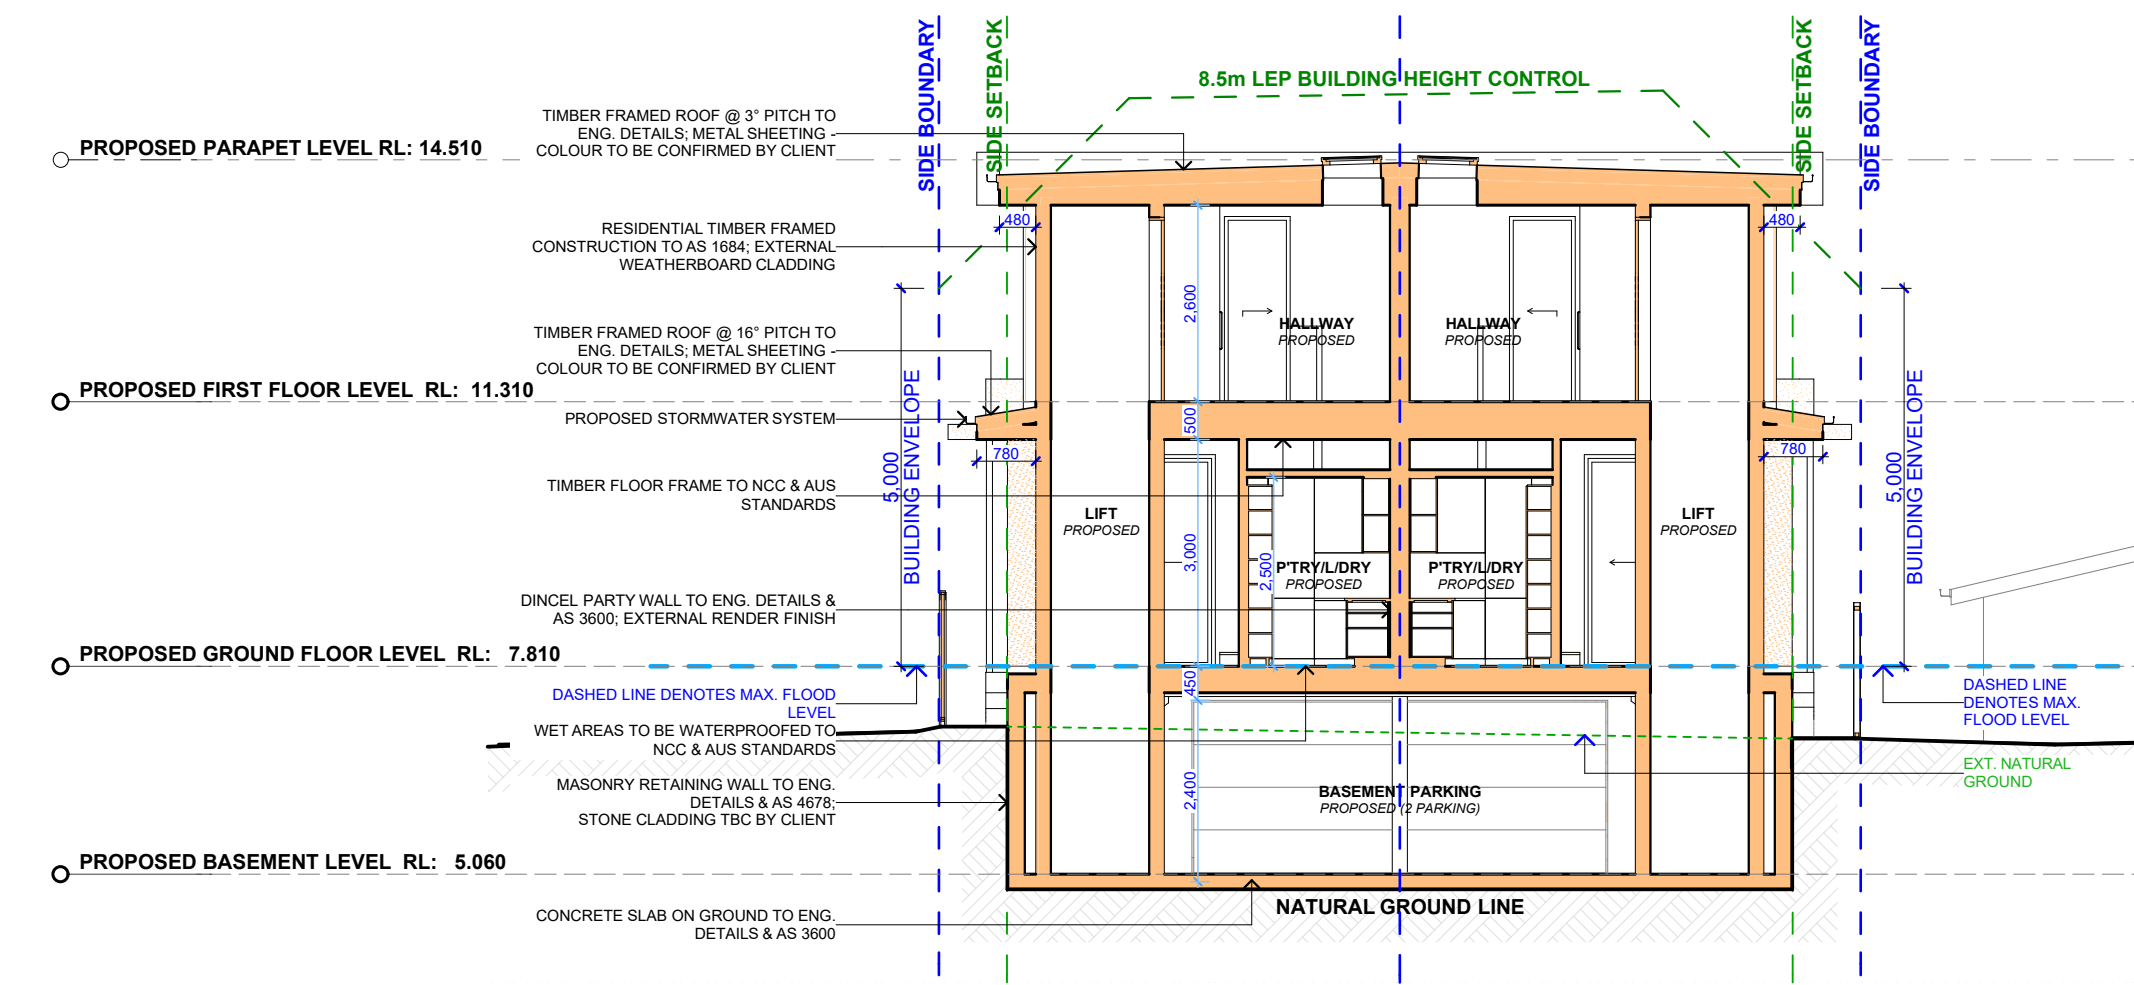 SIDE BOUNDARY
SIDE SETBACK
8.5m LEP BUILDING HEIGHT CONTROL
SIDE SETBACK
SIDE BOUNDARY
TIMBER FRAMED ROOF @ 3° PITCH TO
ENG. DETAILS; METAL SHEETING -
COLOUR TO BE CONFIRMED BY CLIENT
PROPOSED PARAPET LEVEL RL: 14.510
480
480
RESIDENTIAL TIMBER FRAMED
CONSTRUCTION TO AS 1684; EXTERNAL
WEATHERBOARD CLADDING
2,600
HALLWAY
PROPOSED
HALLWAY
PROPOSED
TIMBER FRAMED ROOF @ 16° PITCH TO
ENG. DETAILS; METAL SHEETING -
COLOUR TO BE CONFIRMED BY CLIENT
PROPOSED FIRST FLOOR LEVEL RL: 11.310
PROPOSED STORMWATER SYSTEM
500
780
780
5,000
BUILDING ENVELOPE
5,000
BUILDING ENVELOPE
TIMBER FLOOR FRAME TO NCC & AUS
STANDARDS
LIFT
PROPOSED
LIFT
PROPOSED
3,000
2,500
P'TRY/L/DRY
PROPOSED
P'TRY/L/DRY
PROPOSED
DINCEL PARTY WALL TO ENG. DETAILS &
AS 3600; EXTERNAL RENDER FINISH
PROPOSED GROUND FLOOR LEVEL RL: 7.810
DASHED LINE DENOTES MAX. FLOOD
LEVEL
450
DASHED LINE
DENOTES MAX.
FLOOD LEVEL
WET AREAS TO BE WATERPROOFED TO
NCC & AUS STANDARDS
EXT. NATURAL
GROUND
MASONRY RETAINING WALL TO ENG.
DETAILS & AS 4678;
STONE CLADDING TBC BY CLIENT
2,400
BASEMENT PARKING
PROPOSED (2 PARKING)
PROPOSED BASEMENT LEVEL RL: 5.060
NATURAL GROUND LINE
CONCRETE SLAB ON GROUND TO ENG.
DETAILS & AS 3600